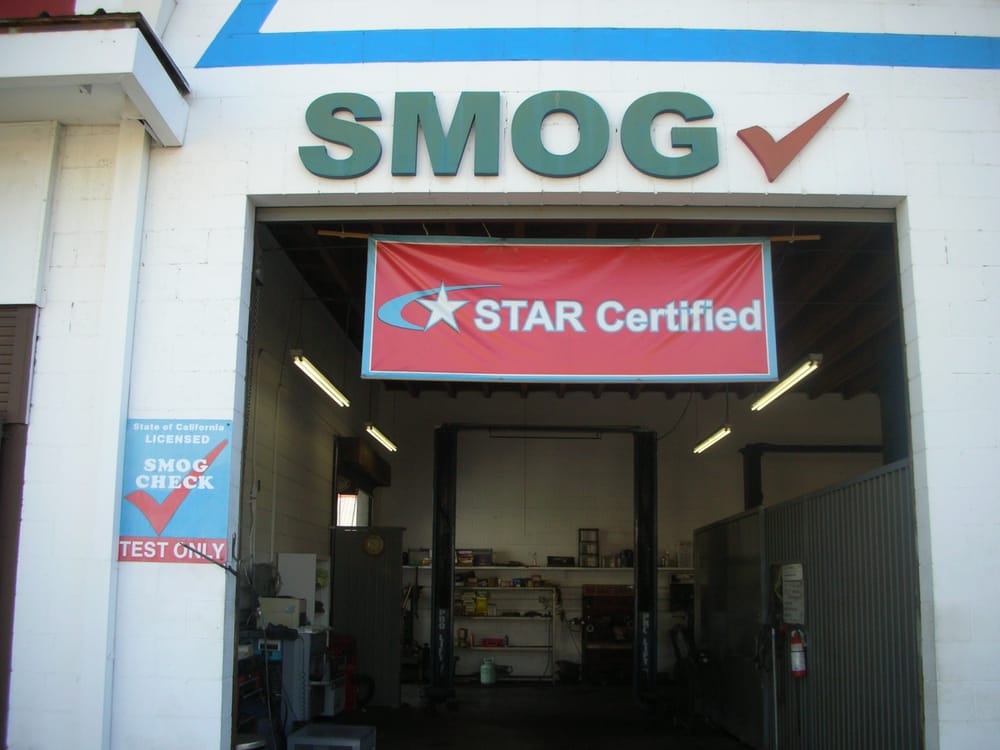 SMOG
STAR Certified
State of California
LICENSED
SMOG
CHECK
TEST ONLY